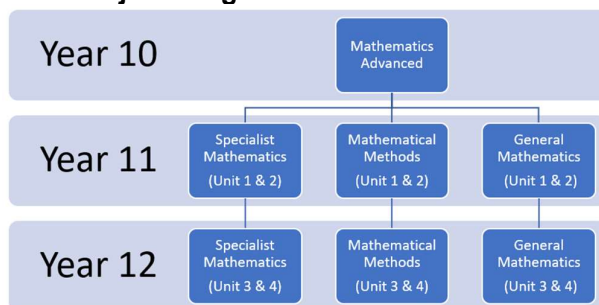 Year 10
Mathematics
Advanced
Year 11
Specialist
Mathematics
(Unit 1 & 2)
Mathematical
Methods
(Unit 1 & 2)
General
Mathematics
(Unit 1 & 2)
Year 12
Specialist
Mathematics
(Unit 3 & 4)
Mathematical
Methods
(Unit 3 & 4)
General
Mathematics
(Unit 3 & 4)